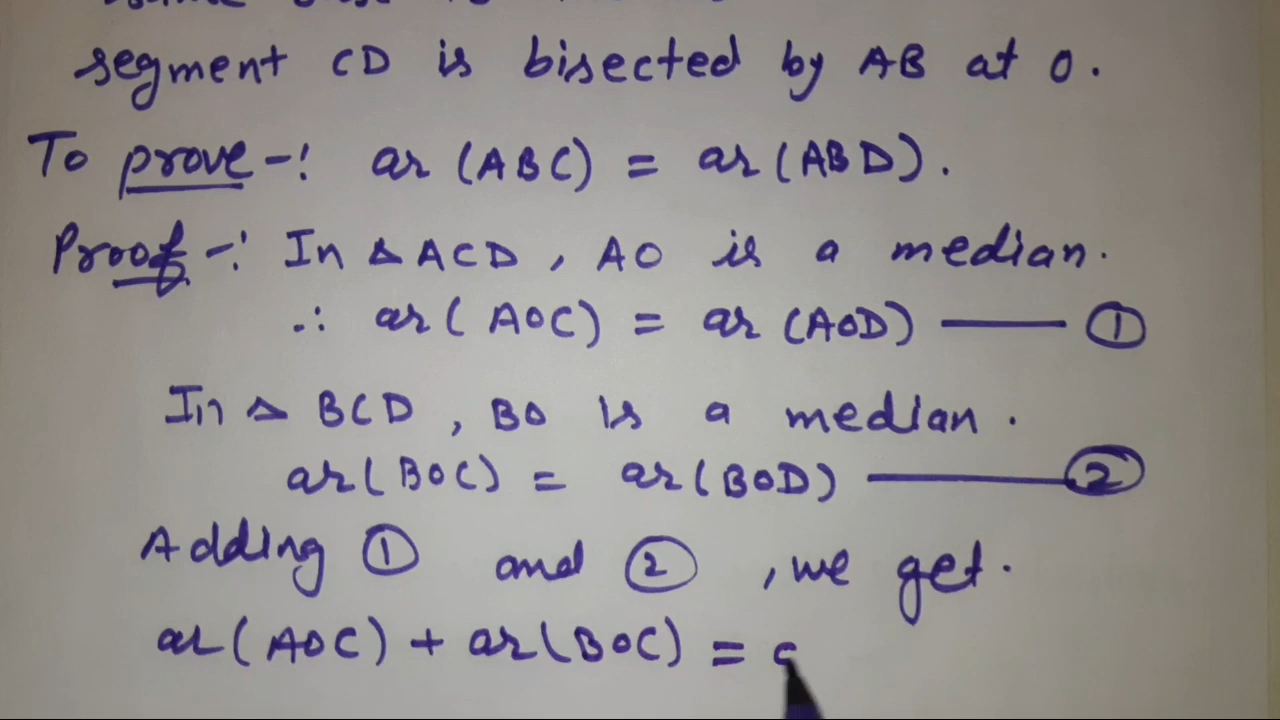 segment CD is bisected by AB at O.
To prove -: ar (ABC) = ar (ABD).
Proof -: In ΔACD, AO is a median.
∴ ar (AOC) = ar (AOD) —— ①
In Δ BCD, BO is a median.
ar (BOC) = ar (BOD) —— ②
Adding ① and ②, we get.
ar (AOC) + ar (BOC) =